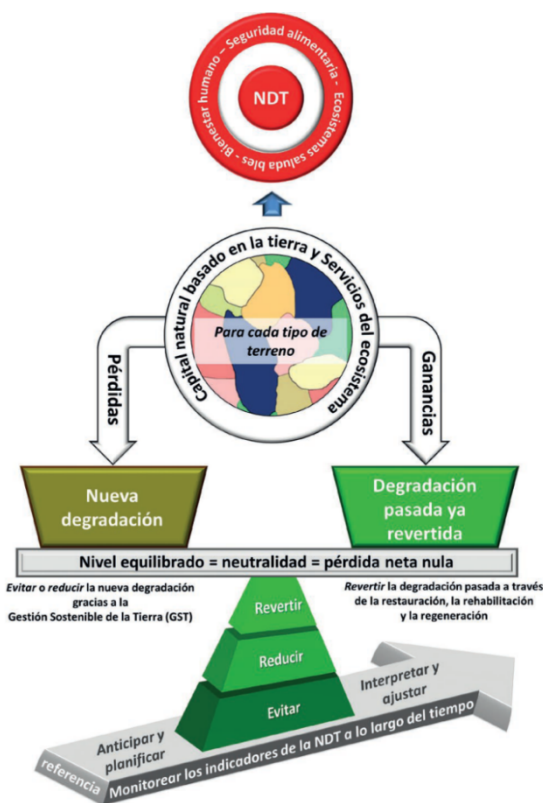 Bienestar humano – Seguridad alimentaria - Ecosistemas saluda bles -
NDT
Capital natural basado en la tierra y Servicios del ecosistema
Para cada tipo de
terreno
Pérdidas
Ganancias
Nueva
degradación
Degradación
pasada ya
revertida
Nivel equilibrado = neutralidad = pérdida neta nula
Evitar o reducir la nueva degradación
gracias a la
Gestión Sostenible de la Tierra (GST)
Revertir la degradación pasada a través
de la restauración, la rehabilitación
y la regeneración
Revertir
Reducir
Evitar
Anticipar y
planificar
Interpretar y
ajustar
referencia
Monitorear los indicadores de la NDT a lo largo del tiempo